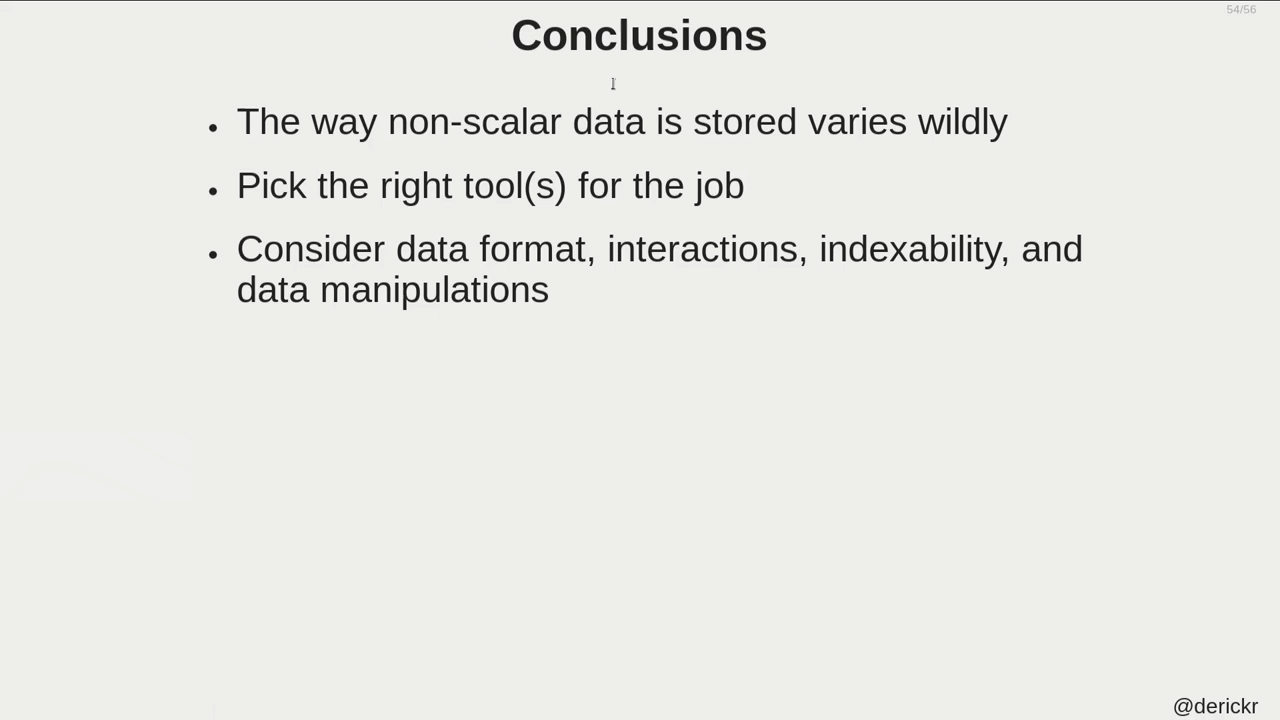 54/56
Conclusions
• The way non-scalar data is stored varies wildly
• Pick the right tool(s) for the job
• Consider data format, interactions, indexability, and
data manipulations
@derickr